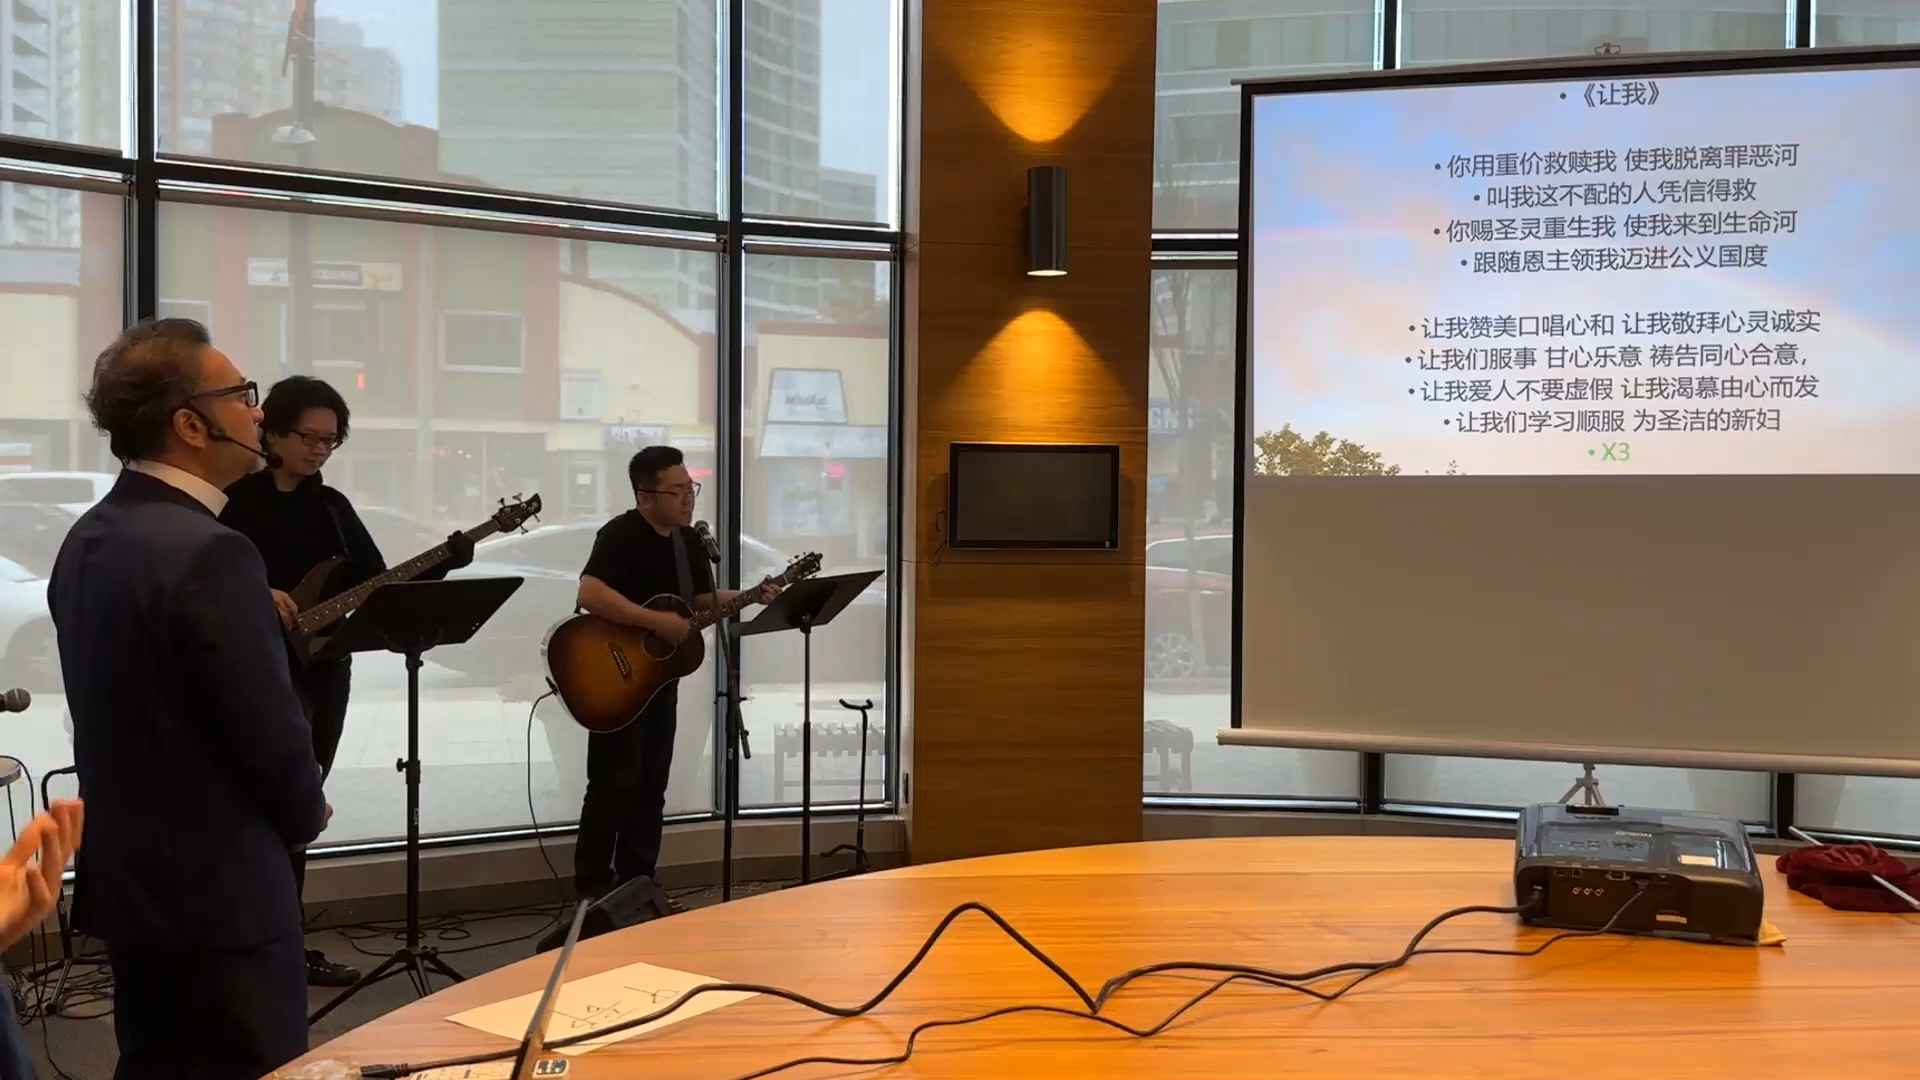 • 《让我》
• 你用重价救赎我 使我脱离罪恶河
• 叫我这不配的人凭信得救
• 你赐圣灵重生我 使我来到生命河
• 跟随恩主领我迈进公义国度
• 让我赞美口唱心和 让我敬拜心灵诚实
• 让我们服事 甘心乐意 祷告同心合意，
• 让我爱人不要虚假 让我渴慕由心而发
• 让我们学习顺服 为圣洁的新妇
• X3
EPSON